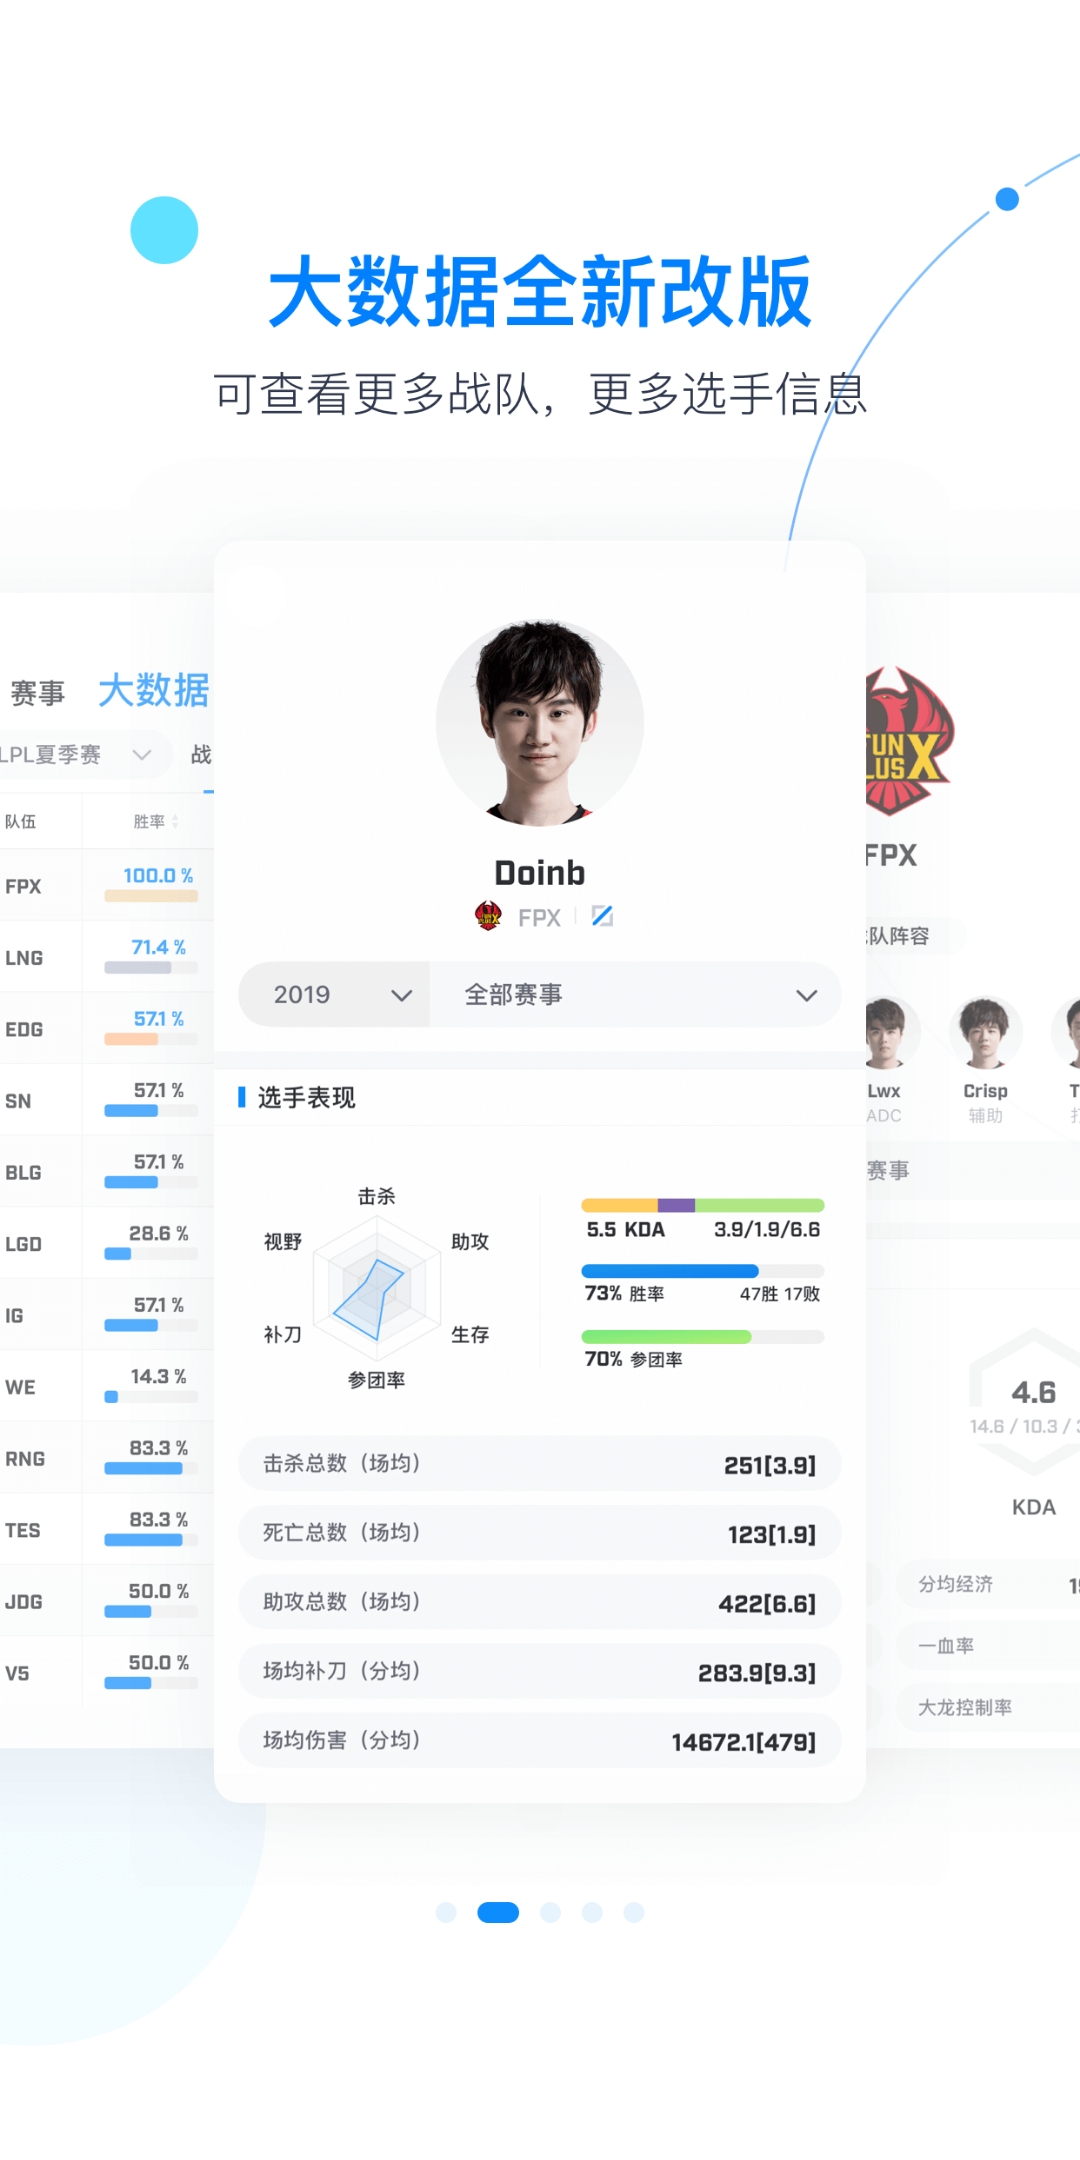 大数据全新改版
可查看更多战队，更多选手信息
赛事 大数据
LPL夏季赛 战
队伍 胜率
FPX 100.0 %
LNG 71.4 %
EDG 57.1 %
SN 57.1 %
BLG 57.1 %
LGD 28.6 %
IG 57.1 %
WE 14.3 %
RNG 83.3 %
TES 83.3 %
JDG 50.0 %
V5 50.0 %
Doinb
FPX
2019 全部赛事
选手表现
击杀
视野 助攻
补刀 生存
参团率
5.5 KDA 3.9/1.9/6.6
73% 胜率 47胜 17败
70% 参团率
击杀总数（场均） 251[3.9]
死亡总数（场均） 123[1.9]
助攻总数（场均） 422[6.6]
场均补刀（分均） 283.9[9.3]
场均伤害（分均） 14672.1[479]
FUN
PLUS X
FPX
队阵容
Lwx Crisp T
ADC 辅助 打
赛事
4.6
14.6 / 10.3 / 3
KDA
分均经济 19
一血率
大龙控制率